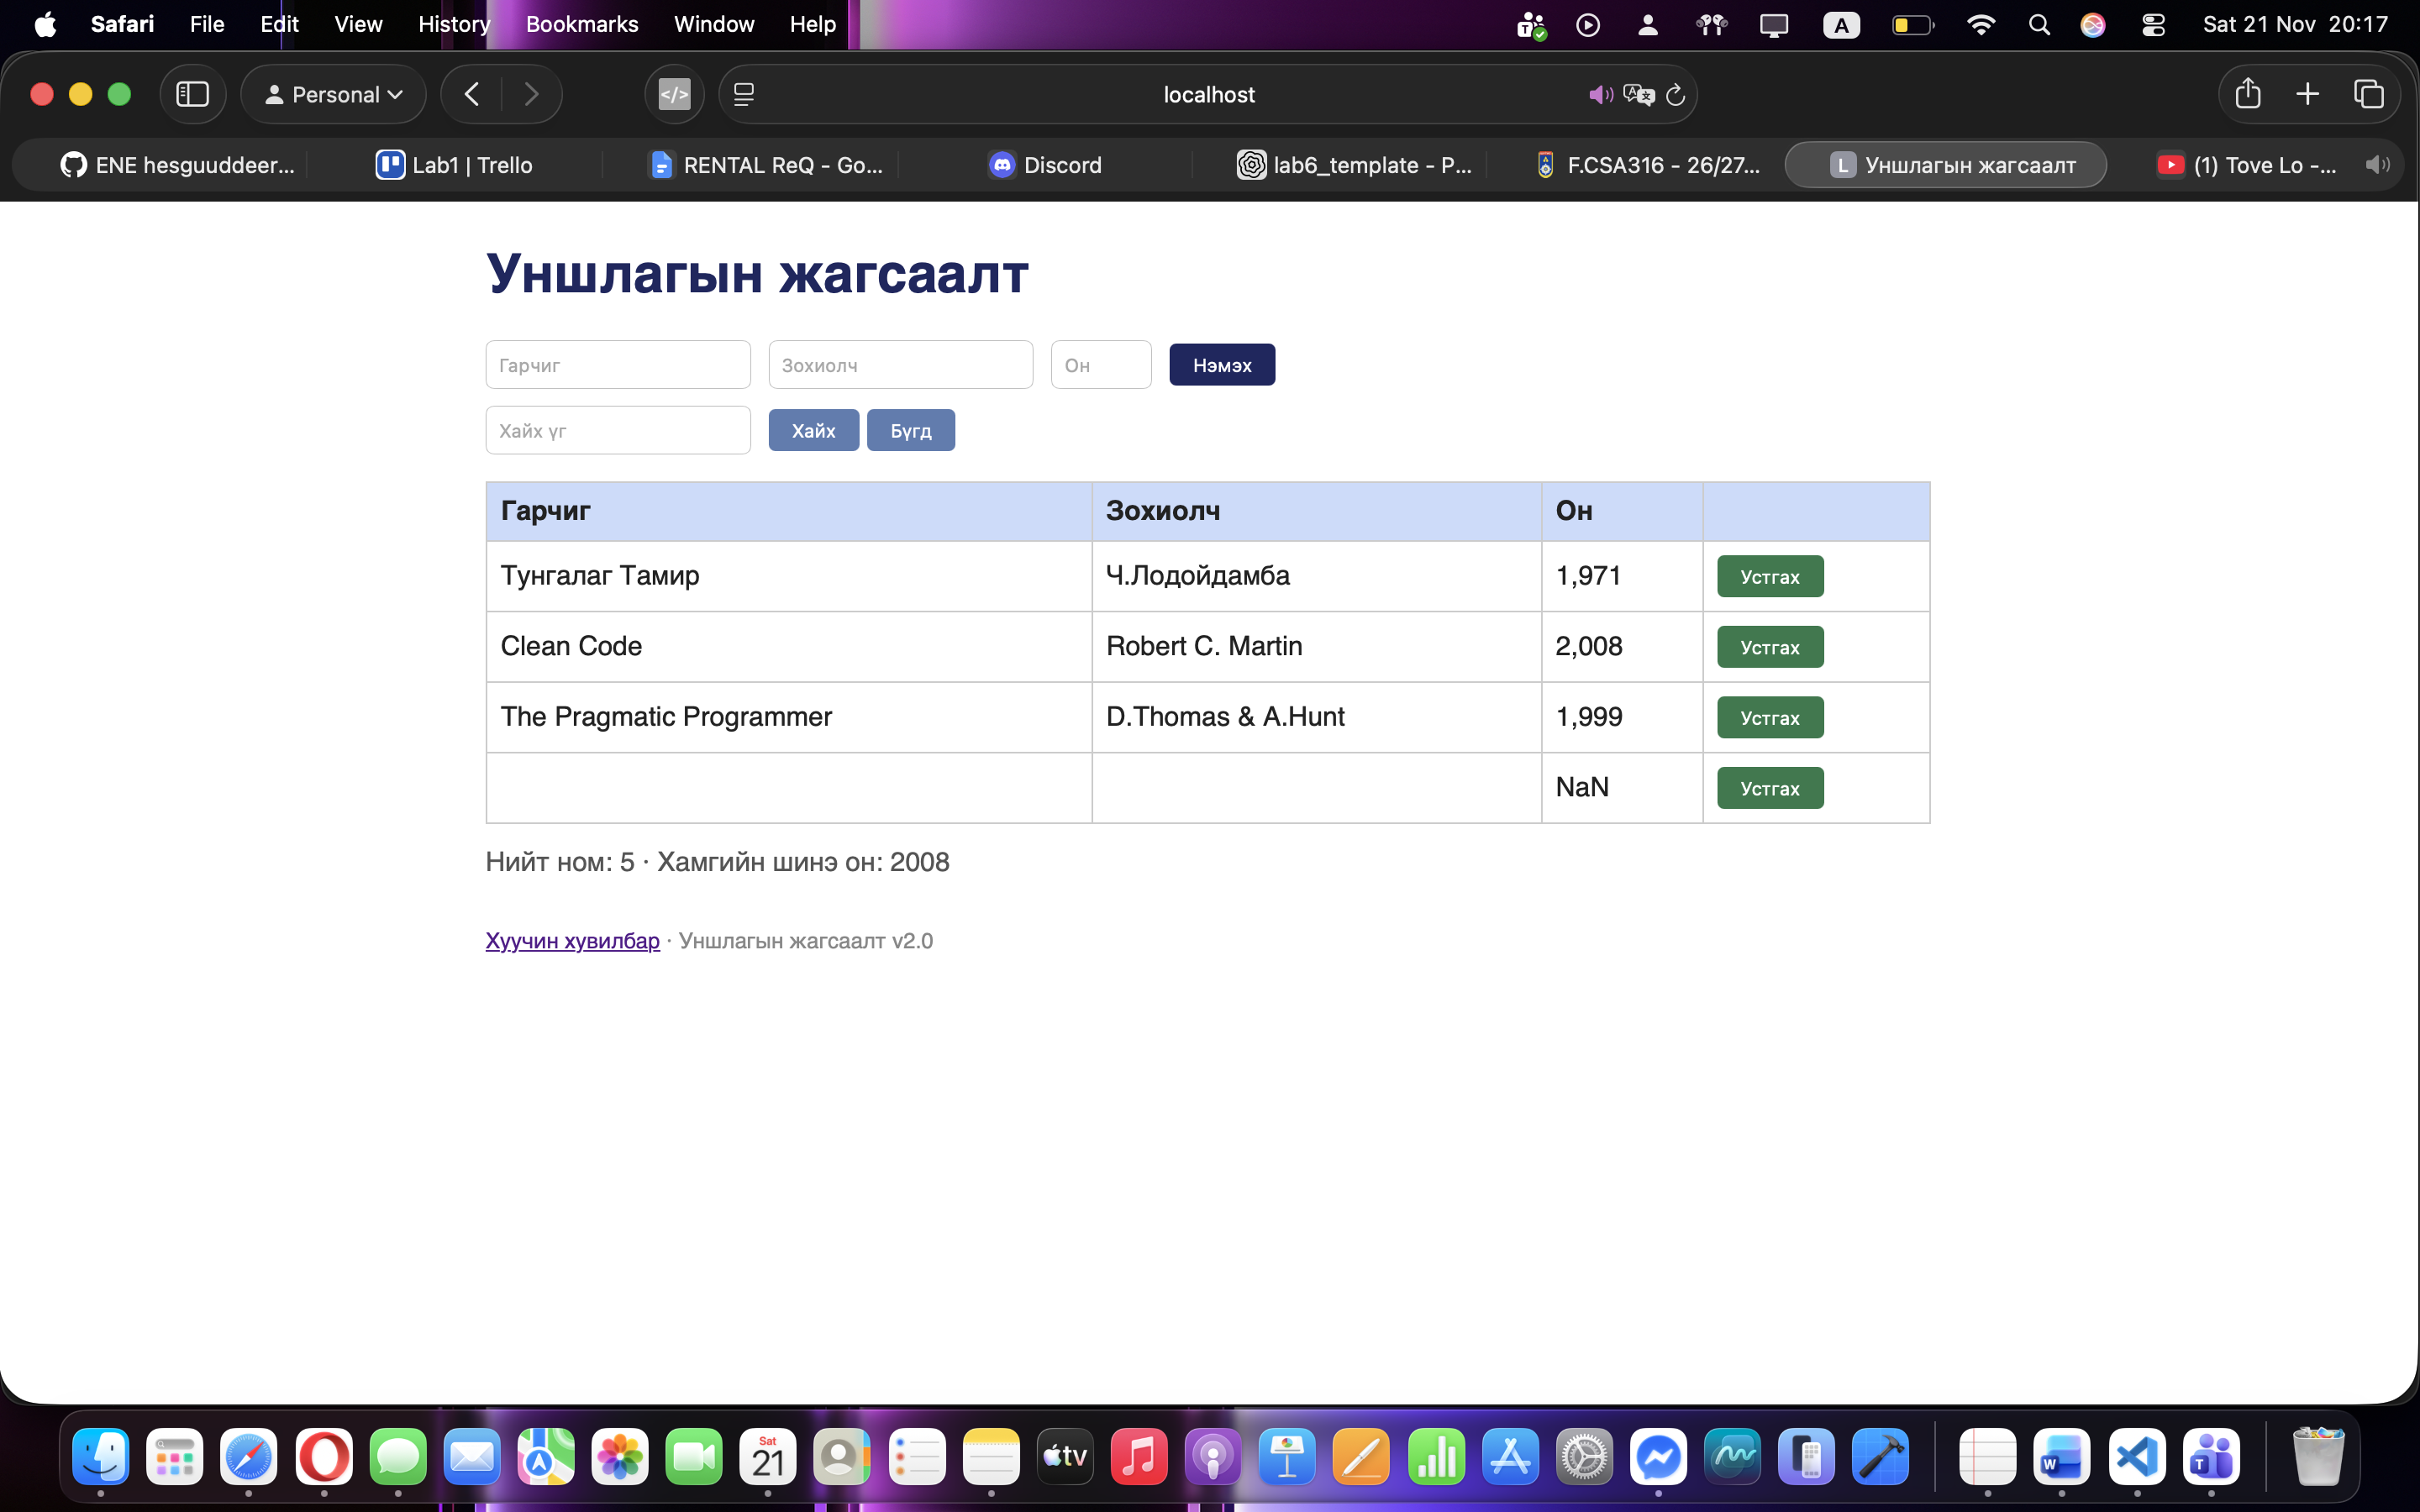 Safari File Edit View History Bookmarks Window Help A Sat 21 Nov 20:17
Personal </> localhost
ENE hesguuddeer... Lab1 | Trello RENTAL ReQ - Go... Discord lab6_template - P... F.CSA316 - 26/27... L Уншлагын жагсаалт (1) Tove Lo -...
Уншлагын жагсаалт
Гарчиг Зохиолч Он Нэмэх
Хайх үг Хайх Бүгд
Гарчиг Зохиолч Он
Тунгалаг Тамир Ч.Лодойдамба 1,971 Устгах
Clean Code Robert C. Martin 2,008 Устгах
The Pragmatic Programmer D.Thomas & A.Hunt 1,999 Устгах
NaN Устгах
Нийт ном: 5 · Хамгийн шинэ он: 2008
Хуучин хувилбар · Уншлагын жагсаалт v2.0
Sat
21
tv
W
T